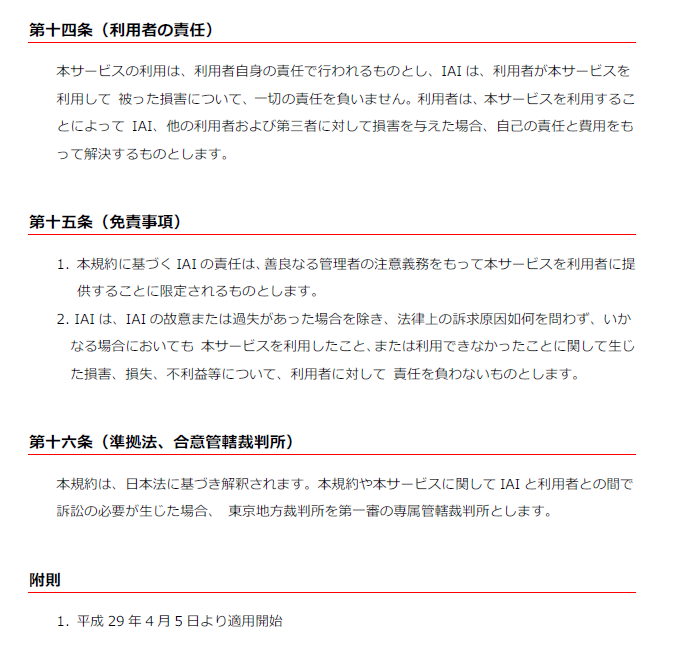 第十四条（利用者の責任）
本サービスの利用は、利用者自身の責任で行われるものとし、IAI は、利用者が本サービスを
利用して 被った損害について、一切の責任を負いません。利用者は、本サービスを利用するこ
とによって IAI、他の利用者および第三者に対して損害を与えた場合、自己の責任と費用をも
って解決するものとします。
第十五条（免責事項）
1. 本規約に基づく IAI の責任は、善良なる管理者の注意義務をもって本サービスを利用者に提
供することに限定されるものとします。
2. IAI は、IAI の故意または過失があった場合を除き、法律上の訴求原因如何を問わず、いか
なる場合においても 本サービスを利用したこと、または利用できなかったことに関して生じ
た損害、損失、不利益等について、利用者に対して 責任を負わないものとします。
第十六条（準拠法、合意管轄裁判所）
本規約は、日本法に基づき解釈されます。本規約や本サービスに関して IAI と利用者との間で
訴訟の必要が生じた場合、 東京地方裁判所を第一審の専属管轄裁判所とします。
附則
1. 平成 29 年 4 月 5 日より適用開始